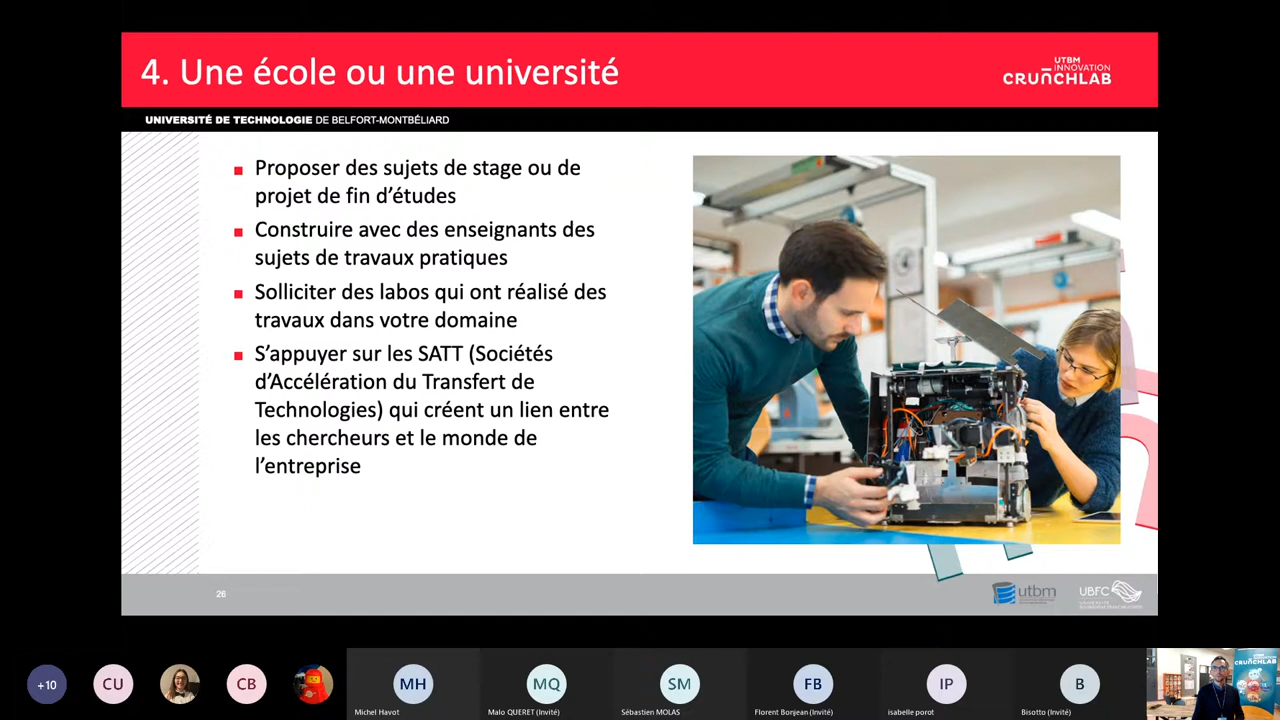 4. Une école ou une université
UTBM
INNOVATION
CRUNCHLAB
UNIVERSITÉ DE TECHNOLOGIE DE BELFORT-MONTBÉLIARD
Proposer des sujets de stage ou de
projet de fin d'études
Construire avec des enseignants des
sujets de travaux pratiques
Solliciter des labos qui ont réalisé des
travaux dans votre domaine
S'appuyer sur les SATT (Sociétés
d'Accélération du Transfert de
Technologies) qui créent un lien entre
les chercheurs et le monde de
l'entreprise
26
utbm
UBFC
+10
CU
CB
MH
MQ
SM
FB
IP
B
Michel Havot
Malo QUERET (Invité)
Sébastien MOLAS
Florent Bonjean (Invité)
isabelle porot
Bisotto (Invité)
CRUNCHLAB